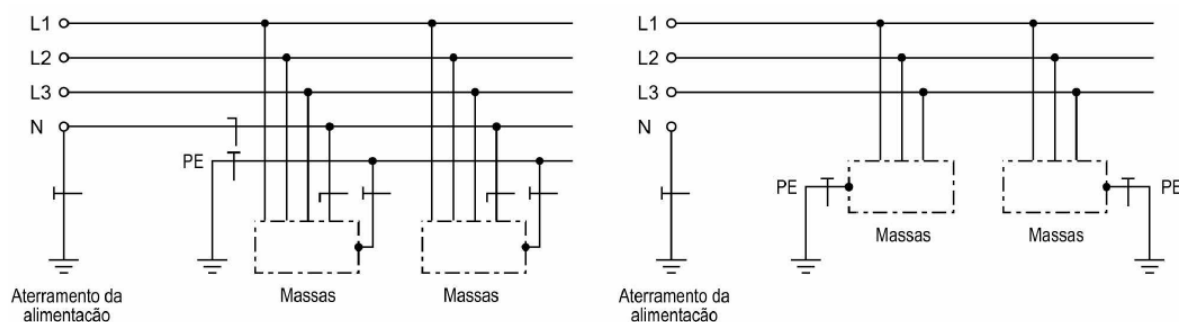 L1
L2
L3
N
PE
Massas
Massas
Aterramento da
alimentação
L1
L2
L3
N
PE
PE
Massas
Massas
Aterramento da
alimentação